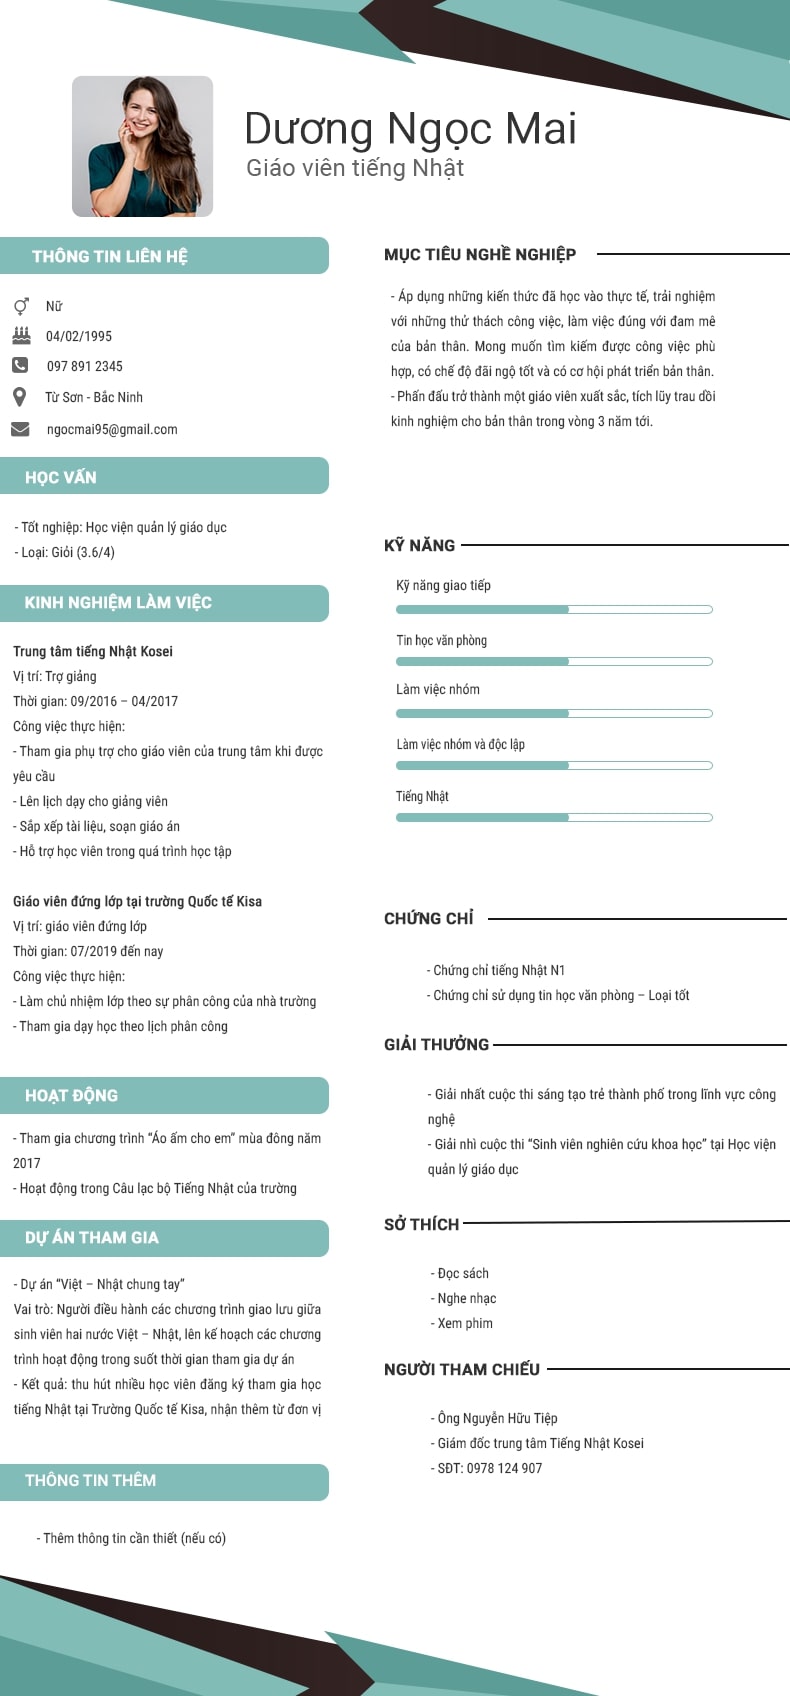 Dương Ngọc Mai
Giáo viên tiếng Nhật
THÔNG TIN LIÊN HỆ
Nữ
04/02/1995
097 891 2345
Từ Sơn - Bắc Ninh
ngocmai95@gmail.com
HỌC VẤN
- Tốt nghiệp: Học viện quản lý giáo dục
- Loại: Giỏi (3.6/4)
KINH NGHIỆM LÀM VIỆC
Trung tâm tiếng Nhật Kosei
Vị trí: Trợ giảng
Thời gian: 09/2016 – 04/2017
Công việc thực hiện:
- Tham gia phụ trợ cho giáo viên của trung tâm khi được
yêu cầu
- Lên lịch dạy cho giảng viên
- Sắp xếp tài liệu, soạn giáo án
- Hỗ trợ học viên trong quá trình học tập
Giáo viên đứng lớp tại trường Quốc tế Kisa
Vị trí: giáo viên đứng lớp
Thời gian: 07/2019 đến nay
Công việc thực hiện:
- Làm chủ nhiệm lớp theo sự phân công của nhà trường
- Tham gia dạy học theo lịch phân công
HOẠT ĐỘNG
- Tham gia chương trình “Áo ấm cho em” mùa đông năm
2017
- Hoạt động trong Câu lạc bộ Tiếng Nhật của trường
DỰ ÁN THAM GIA
- Dự án “Việt – Nhật chung tay”
Vai trò: Người điều hành các chương trình giao lưu giữa
sinh viên hai nước Việt – Nhật, lên kế hoạch các chương
trình hoạt động trong suốt thời gian tham gia dự án
- Kết quả: thu hút nhiều học viên đăng ký tham gia học
tiếng Nhật tại Trường Quốc tế Kisa, nhận thêm từ đơn vị
THÔNG TIN THÊM
- Thêm thông tin cần thiết (nếu có)
MỤC TIÊU NGHỀ NGHIỆP
- Áp dụng những kiến thức đã học vào thực tế, trải nghiệm
với những thử thách công việc, làm việc đúng với đam mê
của bản thân. Mong muốn tìm kiếm được công việc phù
hợp, có chế độ đãi ngộ tốt và có cơ hội phát triển bản thân.
- Phấn đấu trở thành một giáo viên xuất sắc, tích lũy trau dồi
kinh nghiệm cho bản thân trong vòng 3 năm tới.
KỸ NĂNG
Kỹ năng giao tiếp
Tin học văn phòng
Làm việc nhóm
Làm việc nhóm và độc lập
Tiếng Nhật
CHỨNG CHỈ
- Chứng chỉ tiếng Nhật N1
- Chứng chỉ sử dụng tin học văn phòng – Loại tốt
GIẢI THƯỞNG
- Giải nhất cuộc thi sáng tạo trẻ thành phố trong lĩnh vực công
nghệ
- Giải nhì cuộc thi “Sinh viên nghiên cứu khoa học” tại Học viện
quản lý giáo dục
SỞ THÍCH
- Đọc sách
- Nghe nhạc
- Xem phim
NGƯỜI THAM CHIẾU
- Ông Nguyễn Hữu Tiệp
- Giám đốc trung tâm Tiếng Nhật Kosei
- SĐT: 0978 124 907